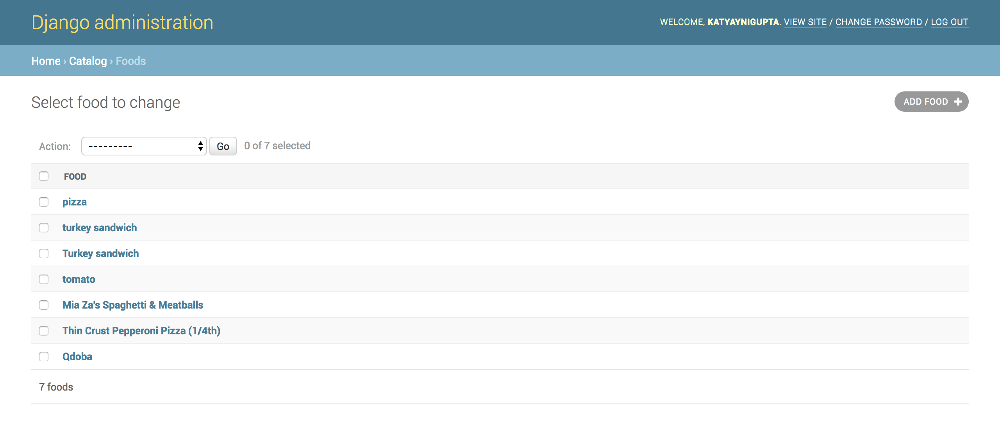 Django administration
WELCOME, KATYAYNIGUPTA. VIEW SITE / CHANGE PASSWORD / LOG OUT
Home › Catalog › Foods
Select food to change
ADD FOOD +
Action: --------- Go 0 of 7 selected
FOOD
pizza
turkey sandwich
Turkey sandwich
tomato
Mia Za's Spaghetti & Meatballs
Thin Crust Pepperoni Pizza (1/4th)
Qdoba
7 foods